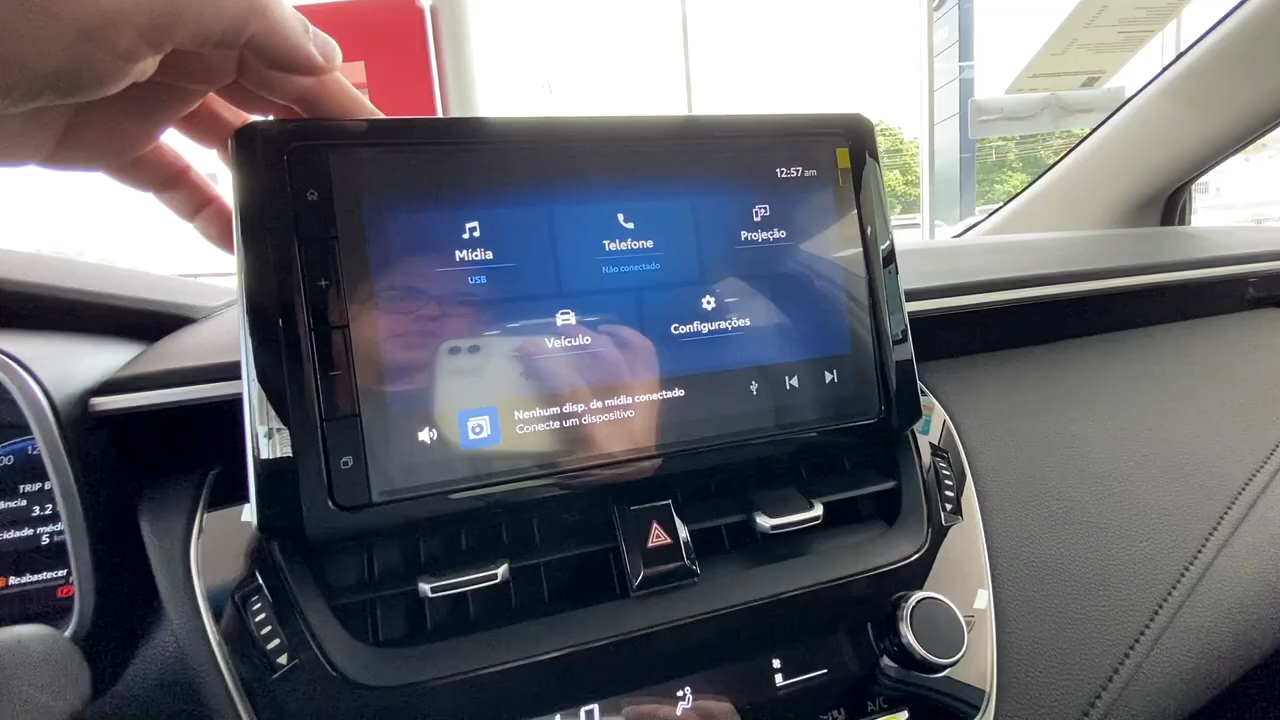 12:57 am
Mídia
USB
Telefone
Não conectado
Projeção
Veículo
Configurações
Nenhum disp. de mídia conectado
Conecte um dispositivo
TRIP B
3.2
5
Reabastecer
A/C